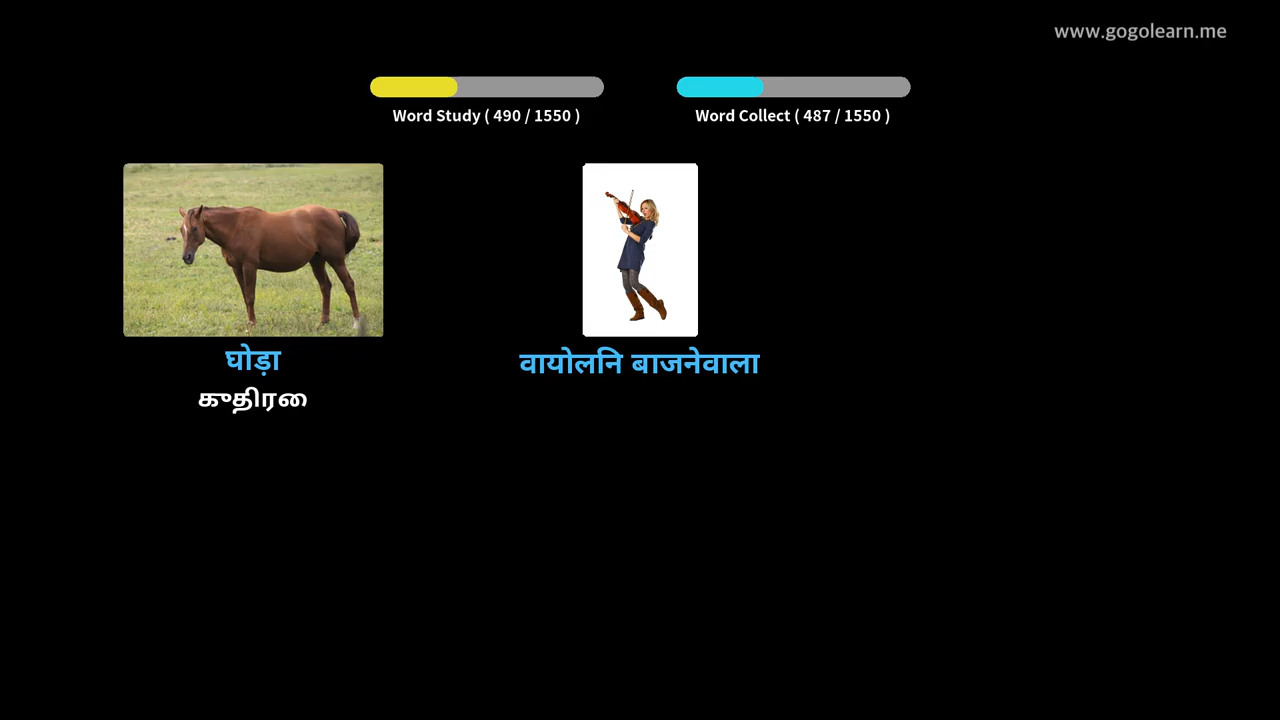 www.gogolearn.me
Word Study ( 490 / 1550 )
Word Collect ( 487 / 1550 )
घोड़ा
குதிரை
वायोलनि बाजनेवाला